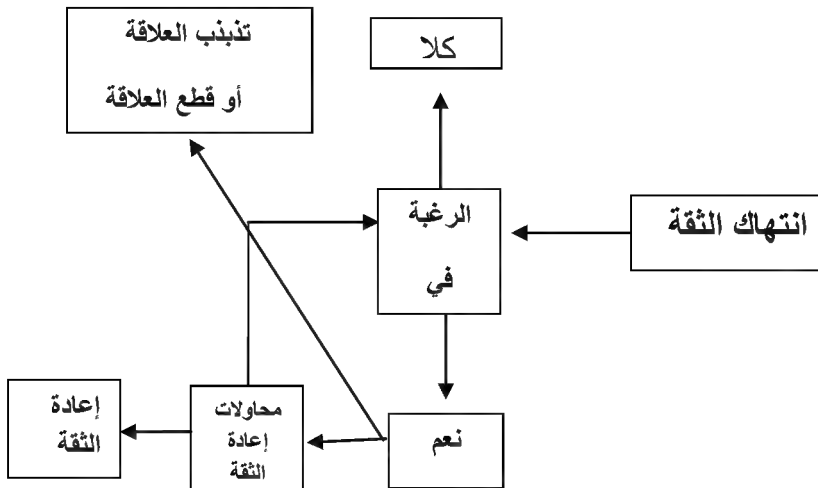 تذبذب العلاقة
أو قطع العلاقة
كلا
الرغبة
في
انتهاك الثقة
إعادة
الثقة
محاولات
إعادة
الثقة
نعم